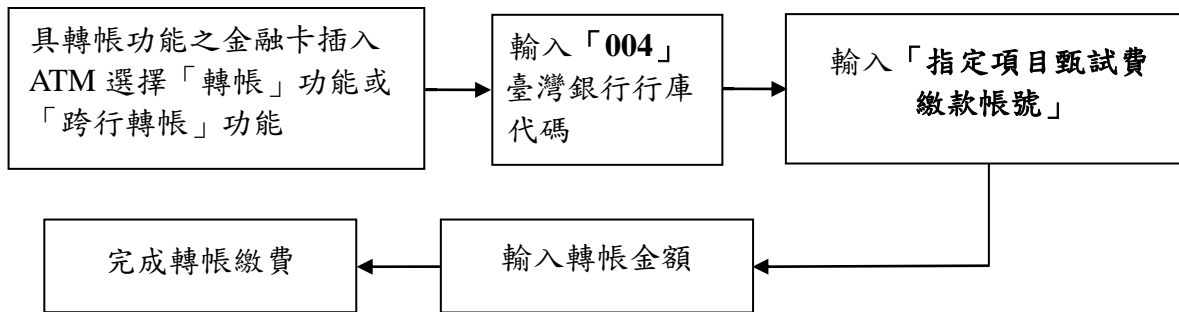 具轉帳功能之金融卡插入
ATM 選擇「轉帳」功能或
「跨行轉帳」功能
輸入「004」
臺灣銀行行庫
代碼
輸入「指定項目甄試費
繳款帳號」
輸入轉帳金額
完成轉帳繳費